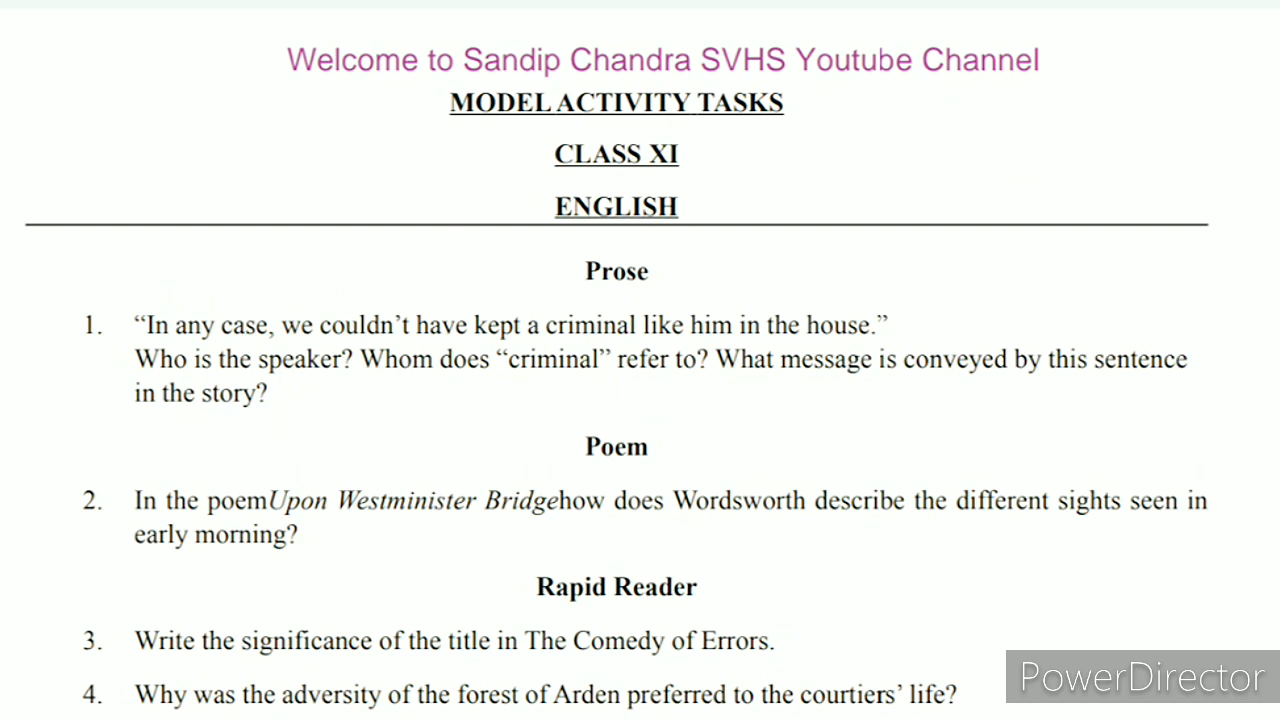 Welcome to Sandip Chandra SVHS Youtube Channel
MODEL ACTIVITY TASKS
CLASS XI
ENGLISH
Prose
1. “In any case, we couldn’t have kept a criminal like him in the house.”
Who is the speaker? Whom does “criminal” refer to? What message is conveyed by this sentence
in the story?
Poem
2. In the poemUpon Westminister Bridgehow does Wordsworth describe the different sights seen in
early morning?
Rapid Reader
3. Write the significance of the title in The Comedy of Errors.
4. Why was the adversity of the forest of Arden preferred to the courtiers’ life?
PowerDirector